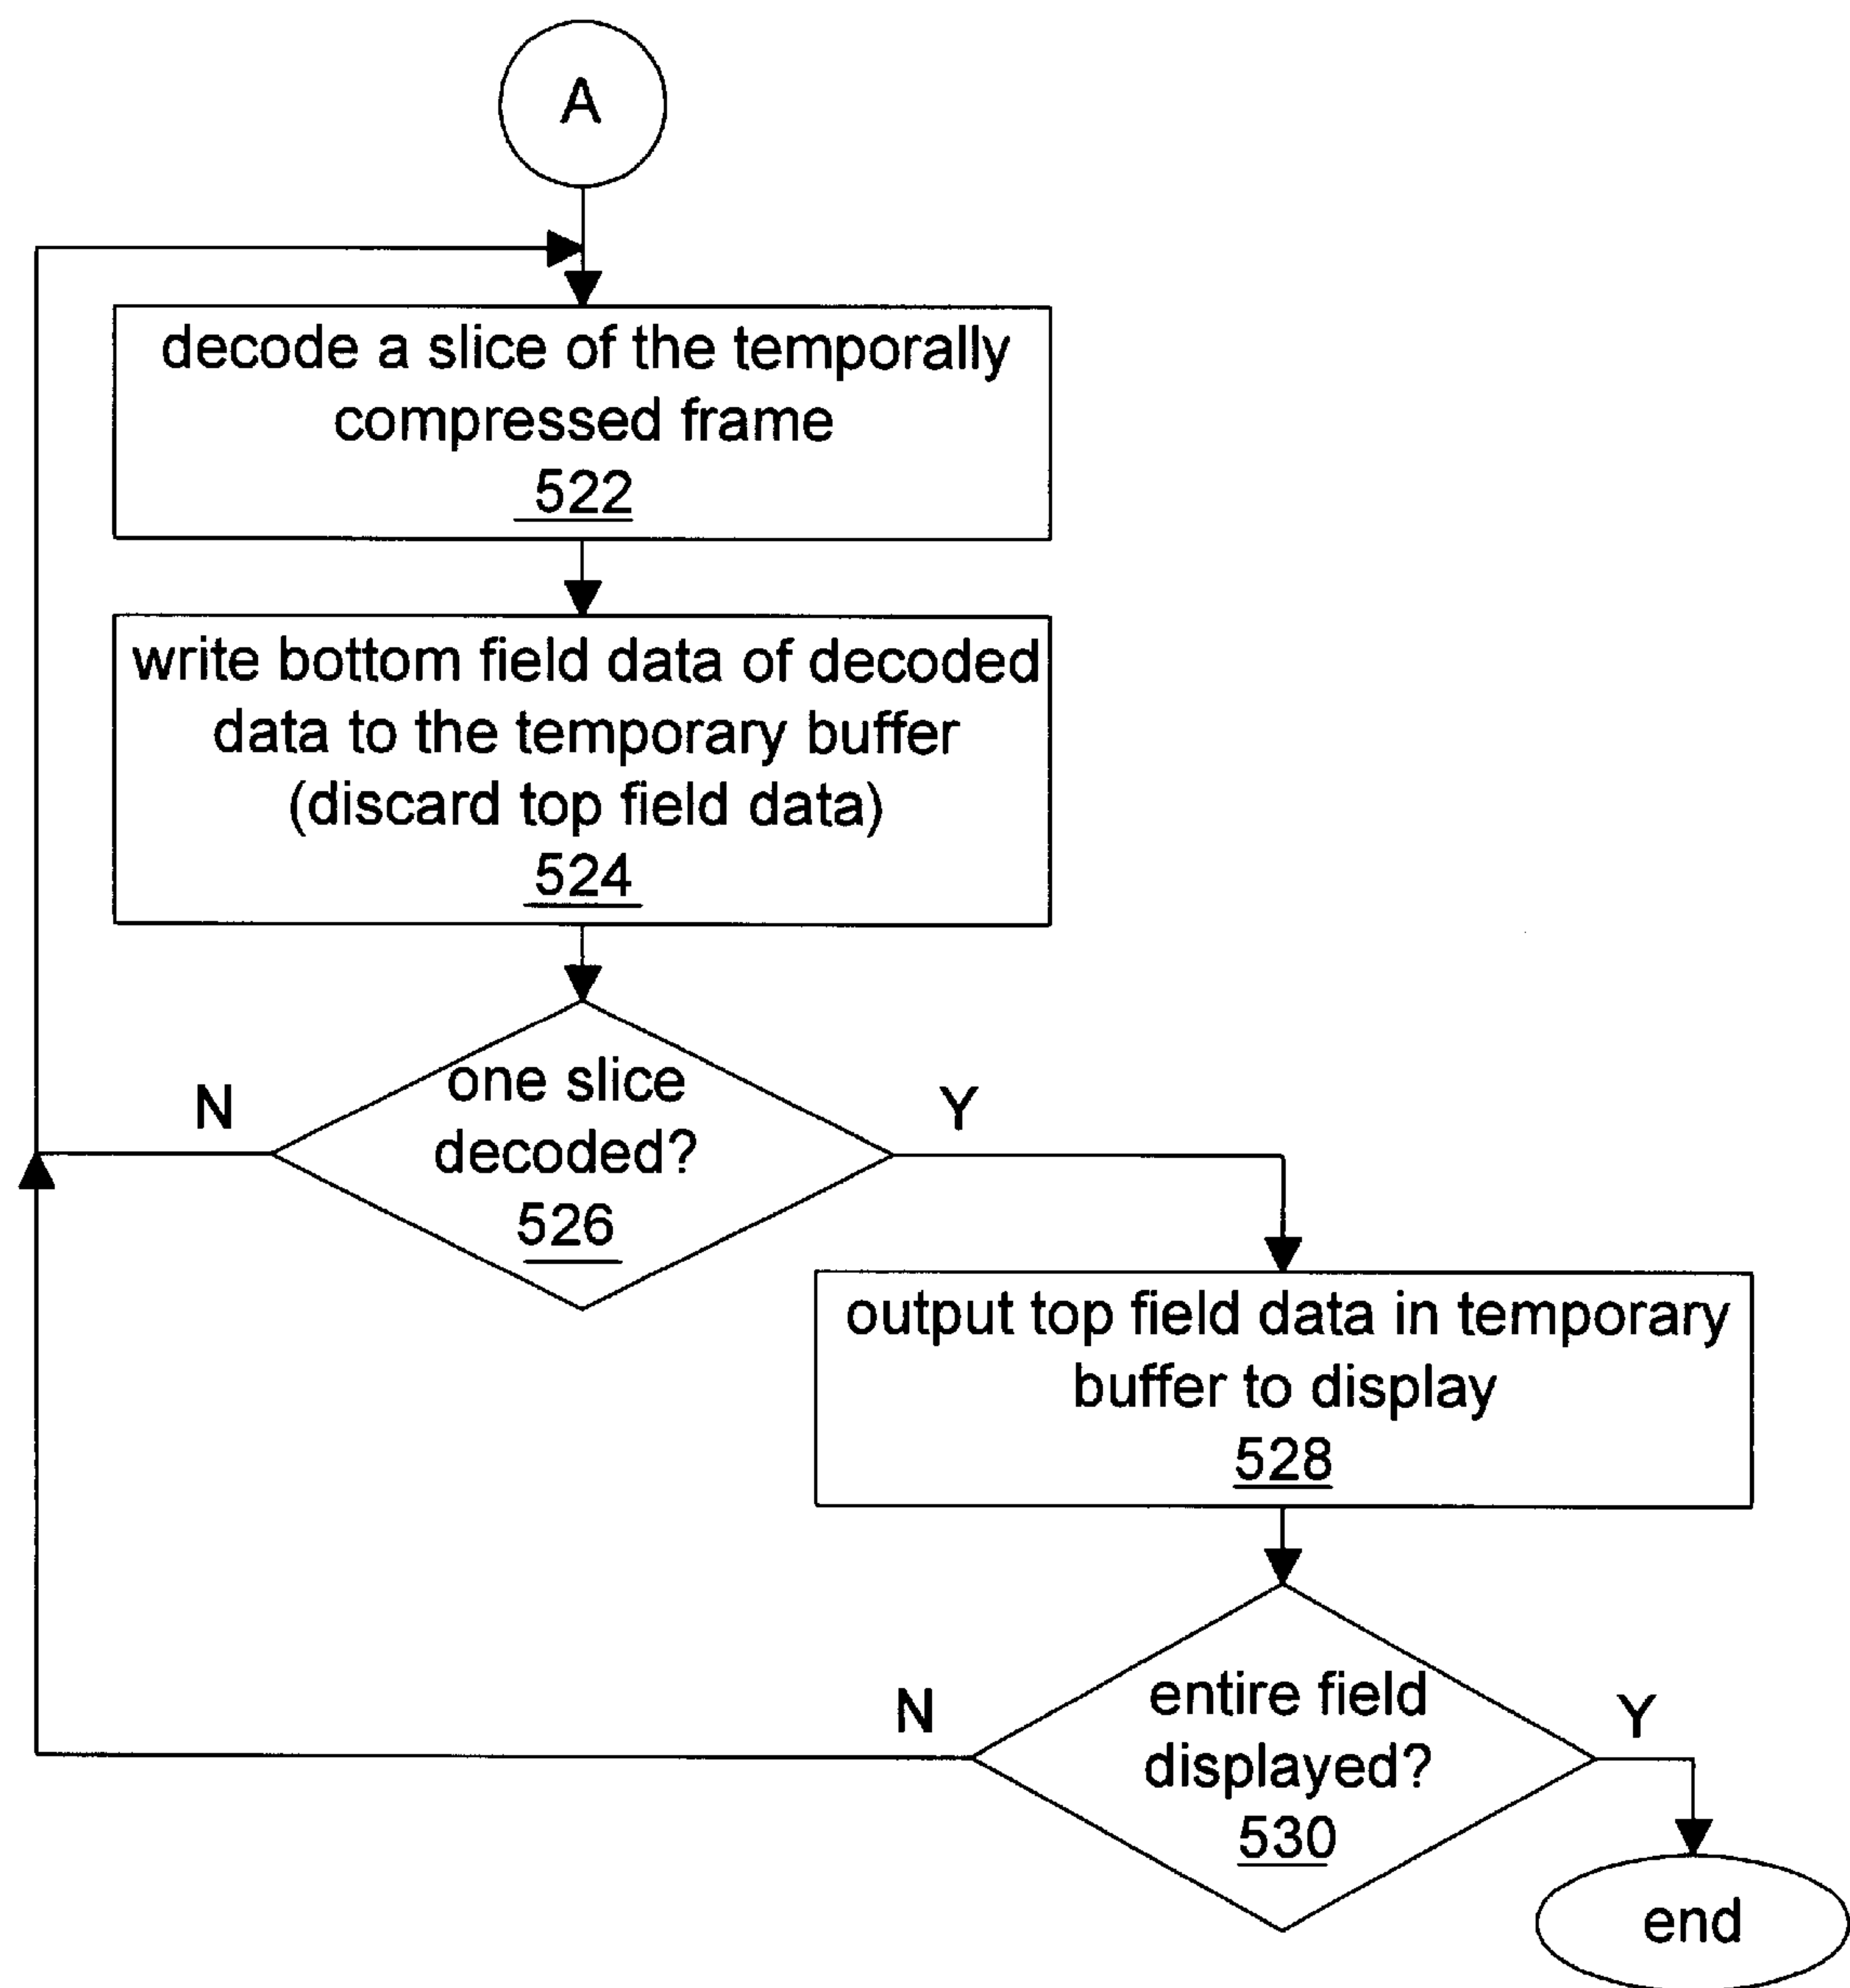 A
decode a slice of the temporally
compressed frame
522
write bottom field data of decoded
data to the temporary buffer
(discard top field data)
524
one slice
decoded?
526
N
Y
output top field data in temporary
buffer to display
528
entire field
displayed?
530
N
Y
end